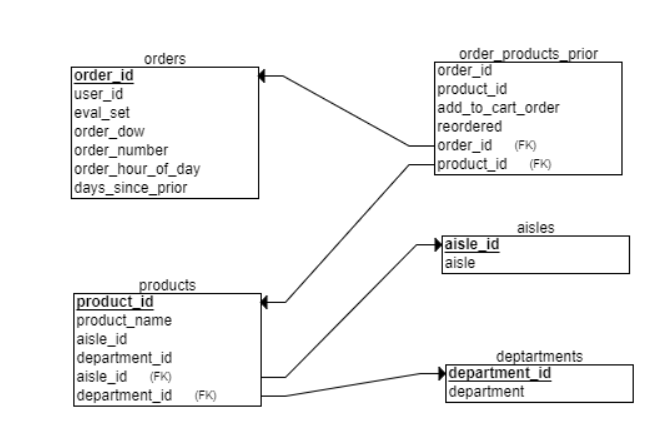 orders
order_id
user_id
eval_set
order_dow
order_number
order_hour_of_day
days_since_prior
order_products_prior
order_id
product_id
add_to_cart_order
reordered
order_id (FK)
product_id (FK)
aisles
aisle_id
aisle
products
product_id
product_name
aisle_id
department_id
aisle_id (FK)
department_id (FK)
deptartments
department_id
department